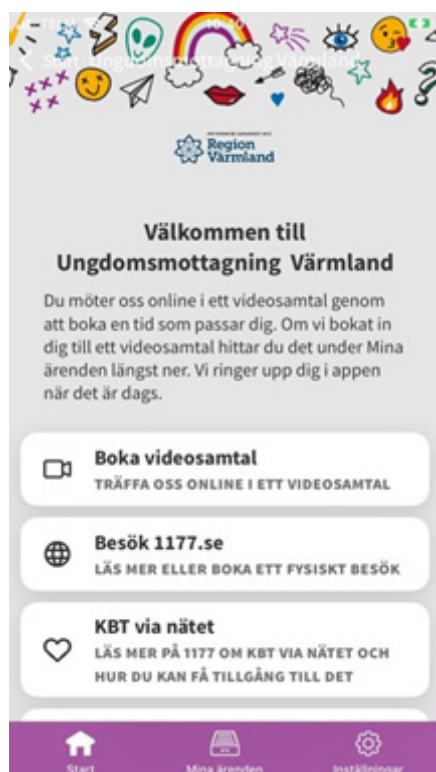 Start Ungdomsmottagning Värmland
Region
Värmland
Välkommen till
Ungdomsmottagning Värmland
Du möter oss online i ett videosamtal genom
att boka en tid som passar dig. Om vi bokat in
dig till ett videosamtal hittar du det under Mina
ärenden längst ner. Vi ringer upp dig i appen
när det är dags.
Boka videosamtal
TRÄFFA OSS ONLINE I ETT VIDEOSAMTAL
Besök 1177.se
LÄS MER ELLER BOKA ETT FYSISKT BESÖK
KBT via nätet
LÄS MER PÅ 1177 OM KBT VIA NÄTET OCH
HUR DU KAN FÅ TILLGÅNG TILL DET
Start
Mina ärenden
Inställningar